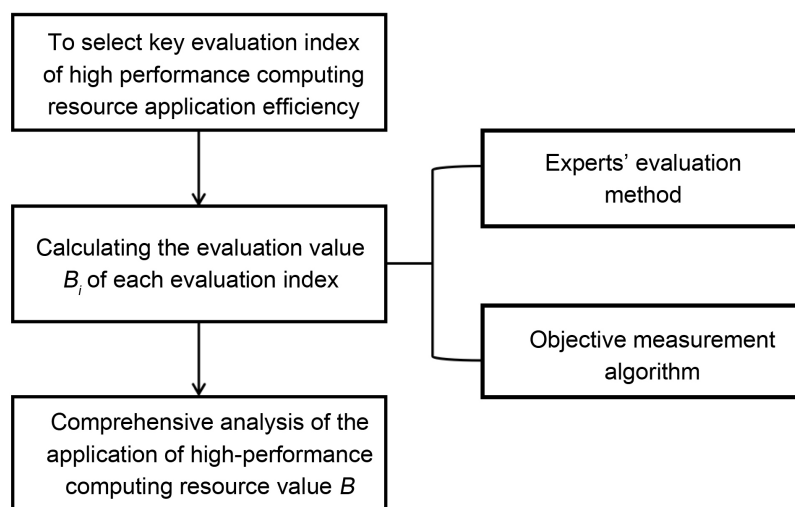 To select key evaluation index
of high performance computing
resource application efficiency
Experts’ evaluation
method
Calculating the evaluation value
Bi of each evaluation index
Objective measurement
algorithm
Comprehensive analysis of the
application of high-performance
computing resource value B